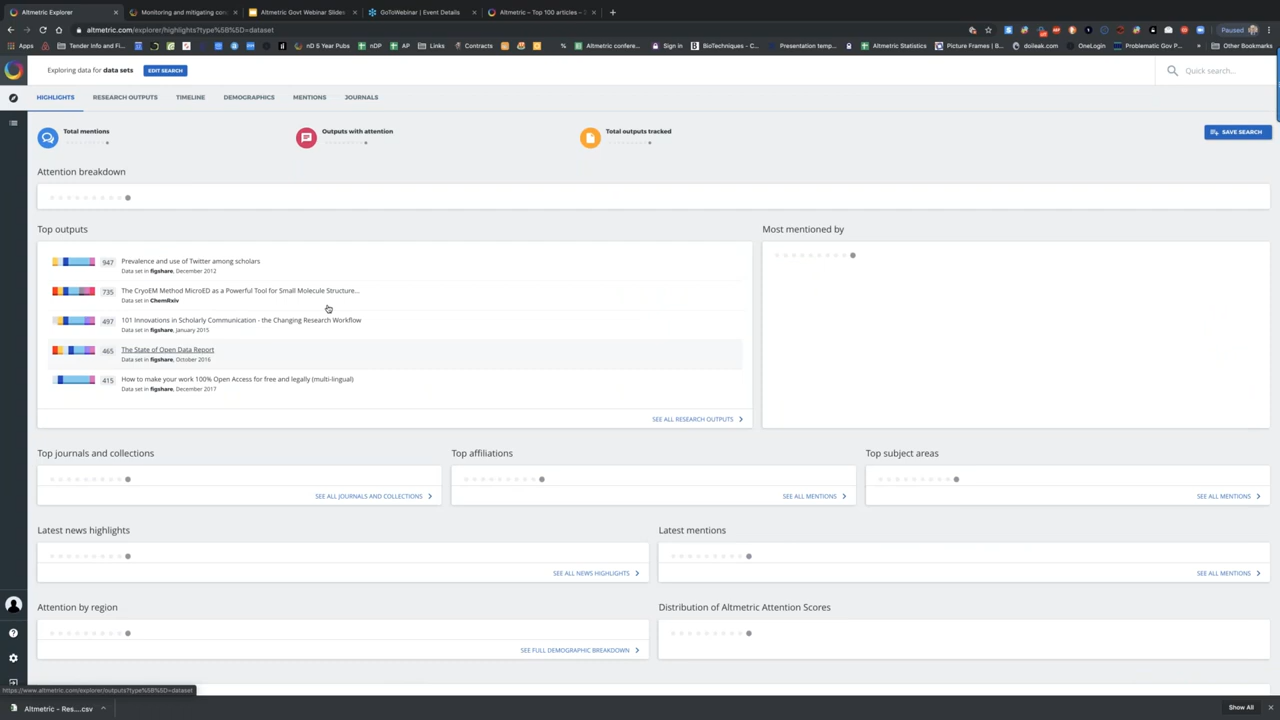 Altmetric Explorer
Monitoring and mitigating con
Altmetric Govt Webinar Slides
GoToWebinar | Event Details
Altmetric – Top 100 articles –
altmetric.com/explorer/highlights?type%5B%5D=dataset
Paused
Apps
Tender Info and Fi...
nD 5 Year Pubs
nDP
AP
Links
Contracts
Altmetric confere...
Sign in
BioTechniques - C...
Presentation temp...
Altmetric Statistics
Picture Frames | B...
doileak.com
OneLogin
Problematic Gov P...
Other Bookmarks
Exploring data for data sets
EDIT SEARCH
Quick search...
HIGHLIGHTS
RESEARCH OUTPUTS
TIMELINE
DEMOGRAPHICS
MENTIONS
JOURNALS
Total mentions
Outputs with attention
Total outputs tracked
SAVE SEARCH
Attention breakdown
Top outputs
Most mentioned by
947 Prevalence and use of Twitter among scholars
Data set in figshare, December 2012
735 The CryoEM Method MicroED as a Powerful Tool for Small Molecule Structure...
Data set in ChemRxiv
497 101 Innovations in Scholarly Communication - the Changing Research Workflow
Data set in figshare, January 2015
465 The State of Open Data Report
Data set in figshare, October 2016
415 How to make your work 100% Open Access for free and legally (multi-lingual)
Data set in figshare, December 2017
SEE ALL RESEARCH OUTPUTS
Top journals and collections
Top affiliations
Top subject areas
SEE ALL JOURNALS AND COLLECTIONS
SEE ALL MENTIONS
SEE ALL MENTIONS
Latest news highlights
Latest mentions
SEE ALL NEWS HIGHLIGHTS
SEE ALL MENTIONS
Attention by region
Distribution of Altmetric Attention Scores
SEE FULL DEMOGRAPHIC BREAKDOWN
https://www.altmetric.com/explorer/outputs?type%5B%5D=dataset
Altmetric - Res....csv
Show All